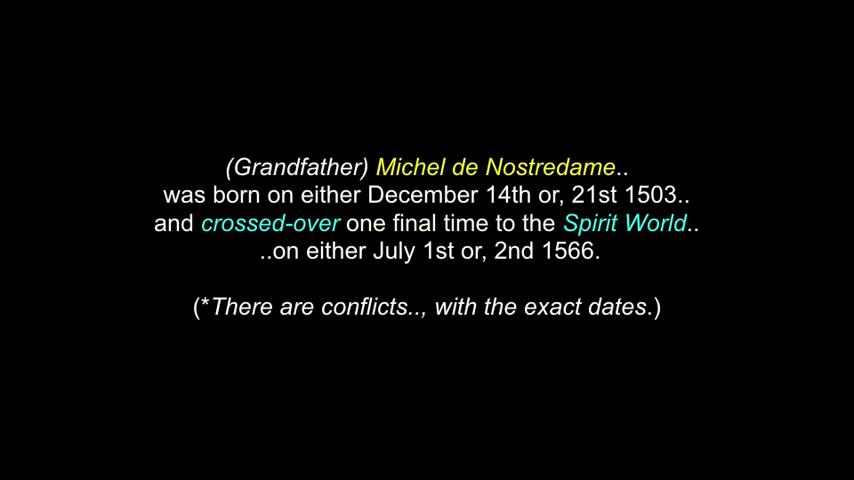 (Grandfather) Michel de Nostredame..
was born on either December 14th or, 21st 1503..
and crossed-over one final time to the Spirit World..
..on either July 1st or, 2nd 1566.
(*There are conflicts.., with the exact dates.)